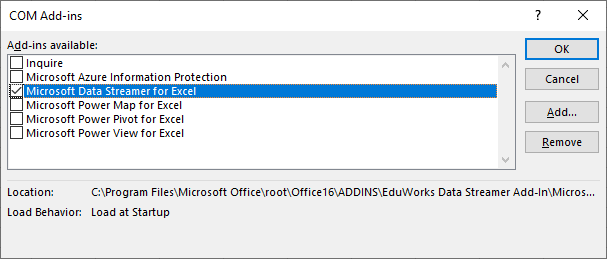 COM Add-ins ? ×
Add-ins available:
Inquire
Microsoft Azure Information Protection
Microsoft Data Streamer for Excel
Microsoft Power Map for Excel
Microsoft Power Pivot for Excel
Microsoft Power View for Excel
OK
Cancel
Add...
Remove
Location: C:\Program Files\Microsoft Office\root\Office16\ADDINS\EduWorks Data Streamer Add-In\Micros...
Load Behavior: Load at Startup